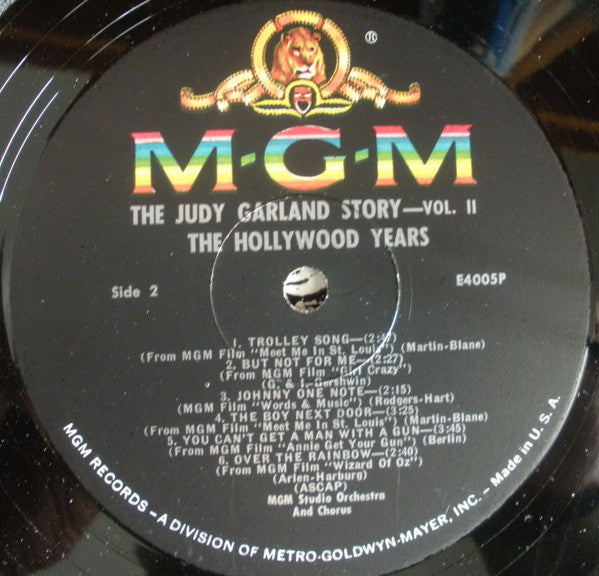 ®
M-G-M
THE JUDY GARLAND STORY—VOL. II
THE HOLLYWOOD YEARS
Side 2
E4005P
1. TROLLEY SONG—(2:47)
(From MGM Film "Meet Me In St. Louis") (Martin-Blane)
2. BUT NOT FOR ME—(2:27)
(From MGM Film "Girl Crazy")
(G. & I. Gershwin)
3. JOHNNY ONE NOTE—(2:15)
(MGM Film "Words & Music") (Rodgers-Hart)
4. THE BOY NEXT DOOR—(3:25)
(From MGM Film "Meet Me In St. Louis") (Martin-Blane)
5. YOU CAN'T GET A MAN WITH A GUN—(3:45)
(From MGM Film "Annie Get Your Gun") (Berlin)
6. OVER THE RAINBOW—(2:40)
(From MGM Film "Wizard Of Oz")
(Arlen-Harburg)
(ASCAP)
MGM Studio Orchestra
And Chorus
MGM RECORDS – A DIVISION OF METRO-GOLDWYN-MAYER, INC. – Made in U. S. A.